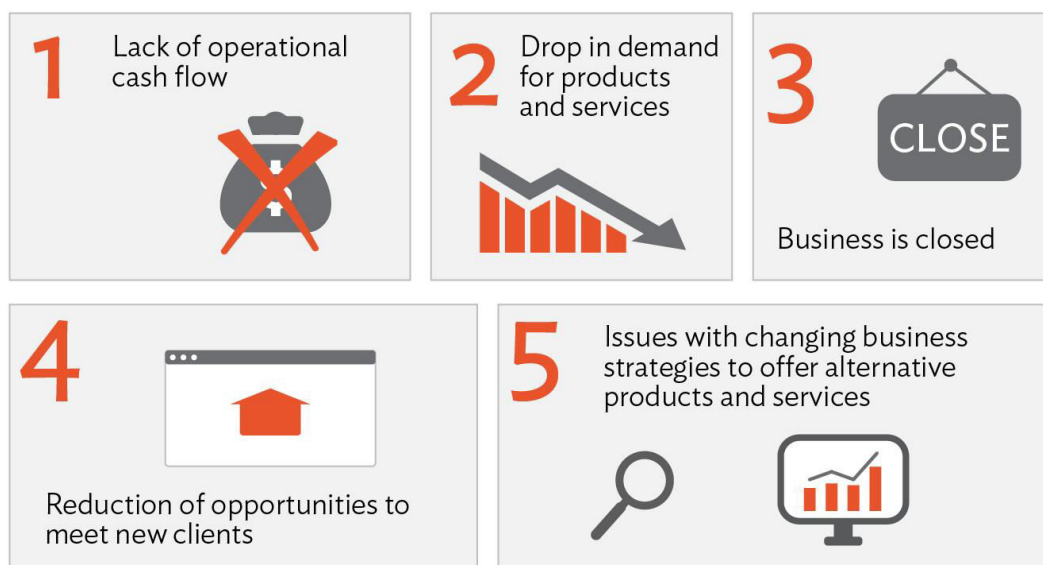 1
Lack of operational
cash flow
$
2
Drop in demand
for products
and services
3
CLOSE
Business is closed
4
Reduction of opportunities to
meet new clients
5
Issues with changing business
strategies to offer alternative
products and services